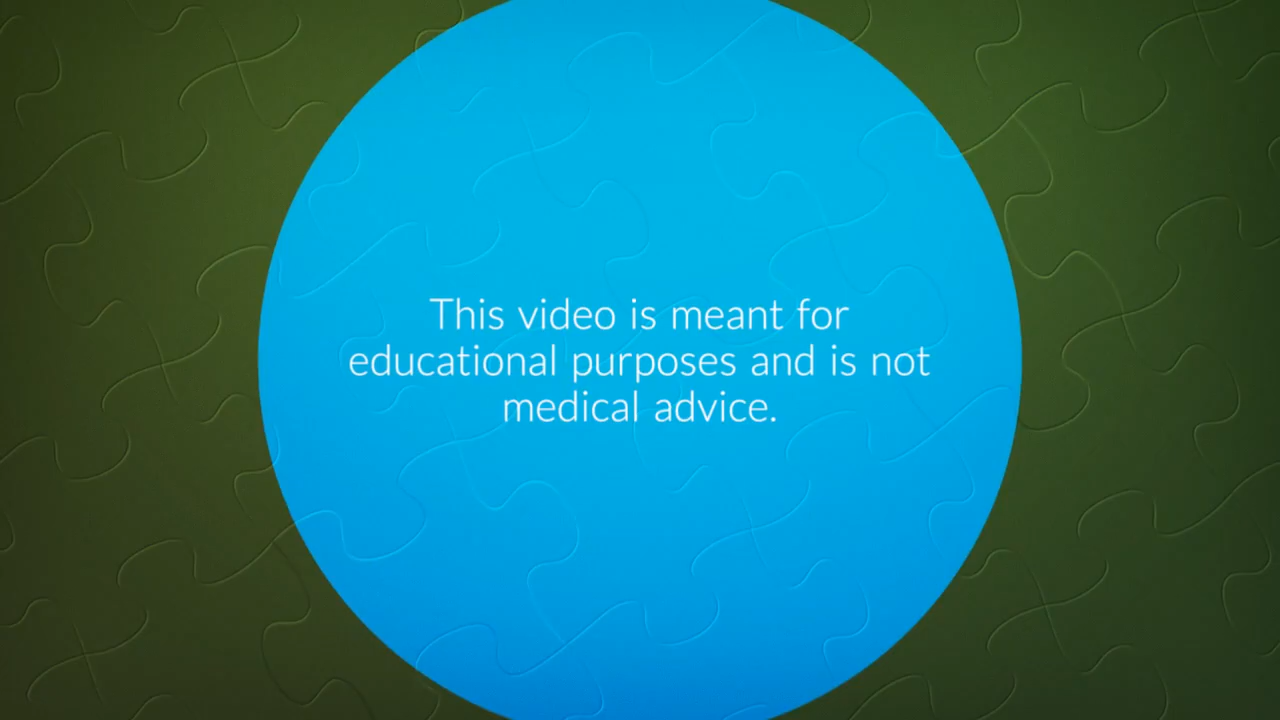 This video is meant for
educational purposes and is not
medical advice.